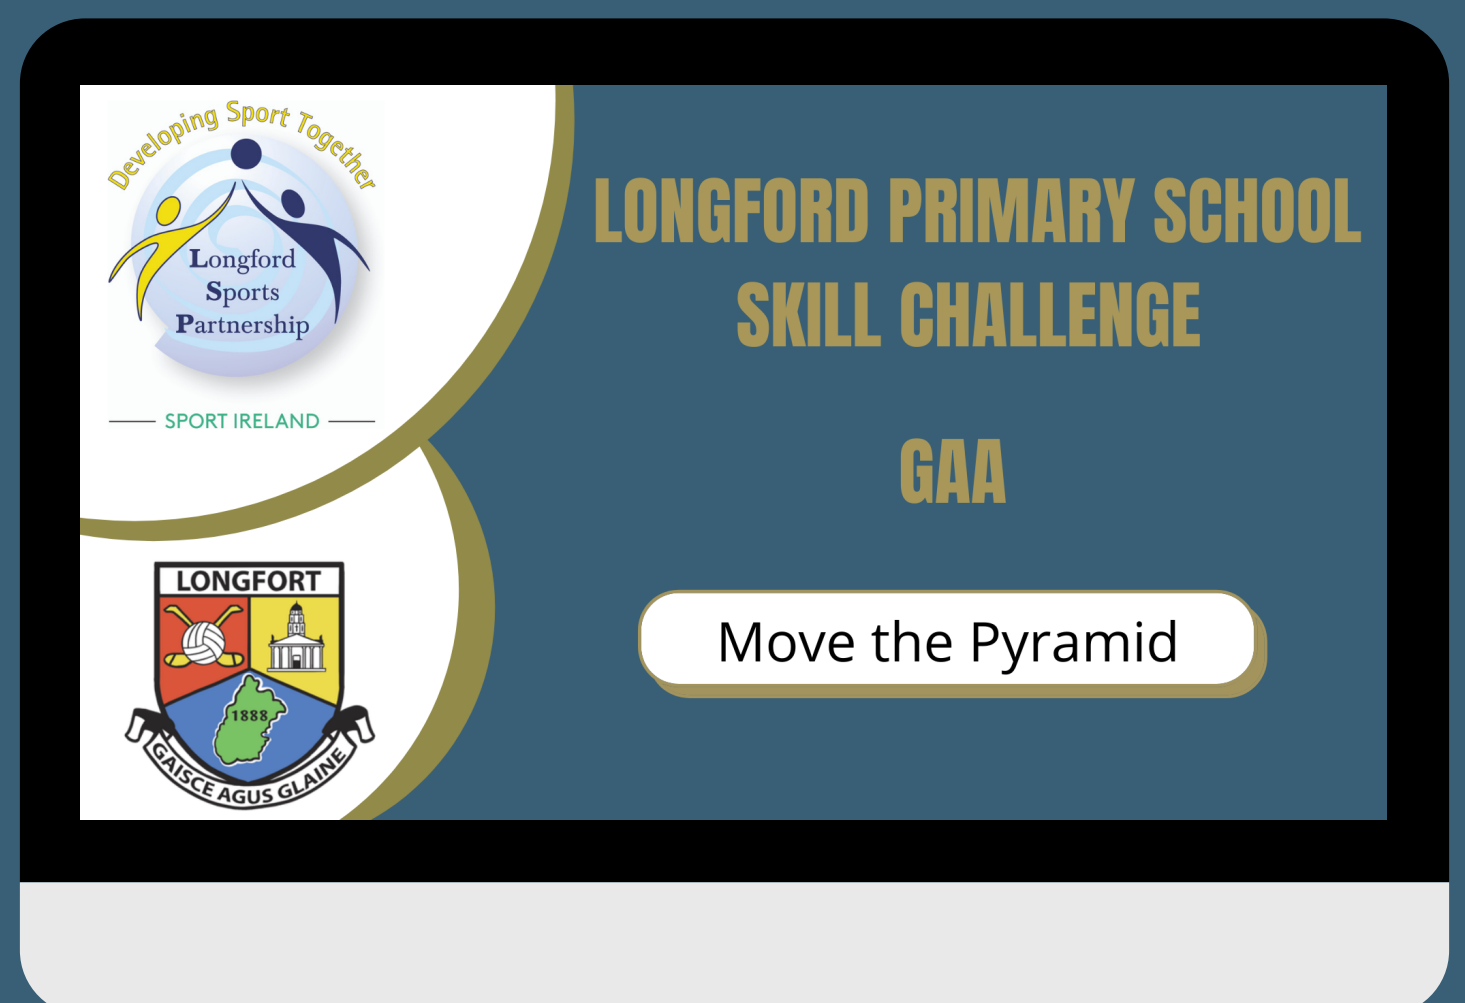 Developing Sport Together
Longford
Sports
Partnership
SPORT IRELAND
LONGFORD PRIMARY SCHOOL
SKILL CHALLENGE
GAA
Move the Pyramid
LONGFORT
1888
GAISCE AGUS GLAINE